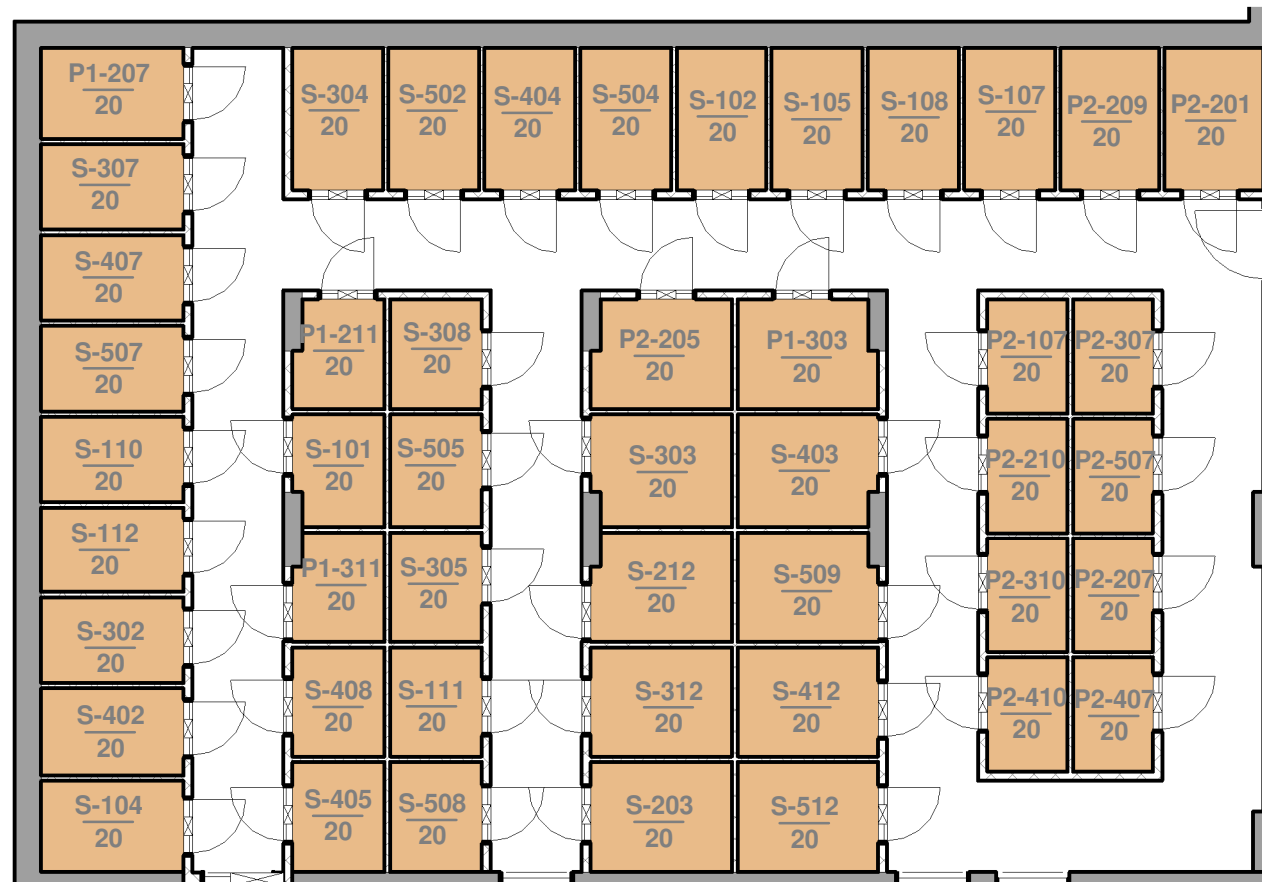 P1-207
20
S-304
20
S-502
20
S-404
20
S-504
20
S-102
20
S-105
20
S-108
20
S-107
20
P2-209
20
P2-201
20
S-307
20
S-407
20
S-507
20
S-110
20
S-112
20
S-302
20
S-402
20
S-104
20
P1-211
20
S-308
20
S-101
20
S-505
20
P1-311
20
S-305
20
S-408
20
S-111
20
S-405
20
S-508
20
P2-205
20
P1-303
20
S-303
20
S-403
20
S-212
20
S-509
20
S-312
20
S-412
20
S-203
20
S-512
20
P2-107
20
P2-307
20
P2-210
20
P2-507
20
P2-310
20
P2-207
20
P2-410
20
P2-407
20